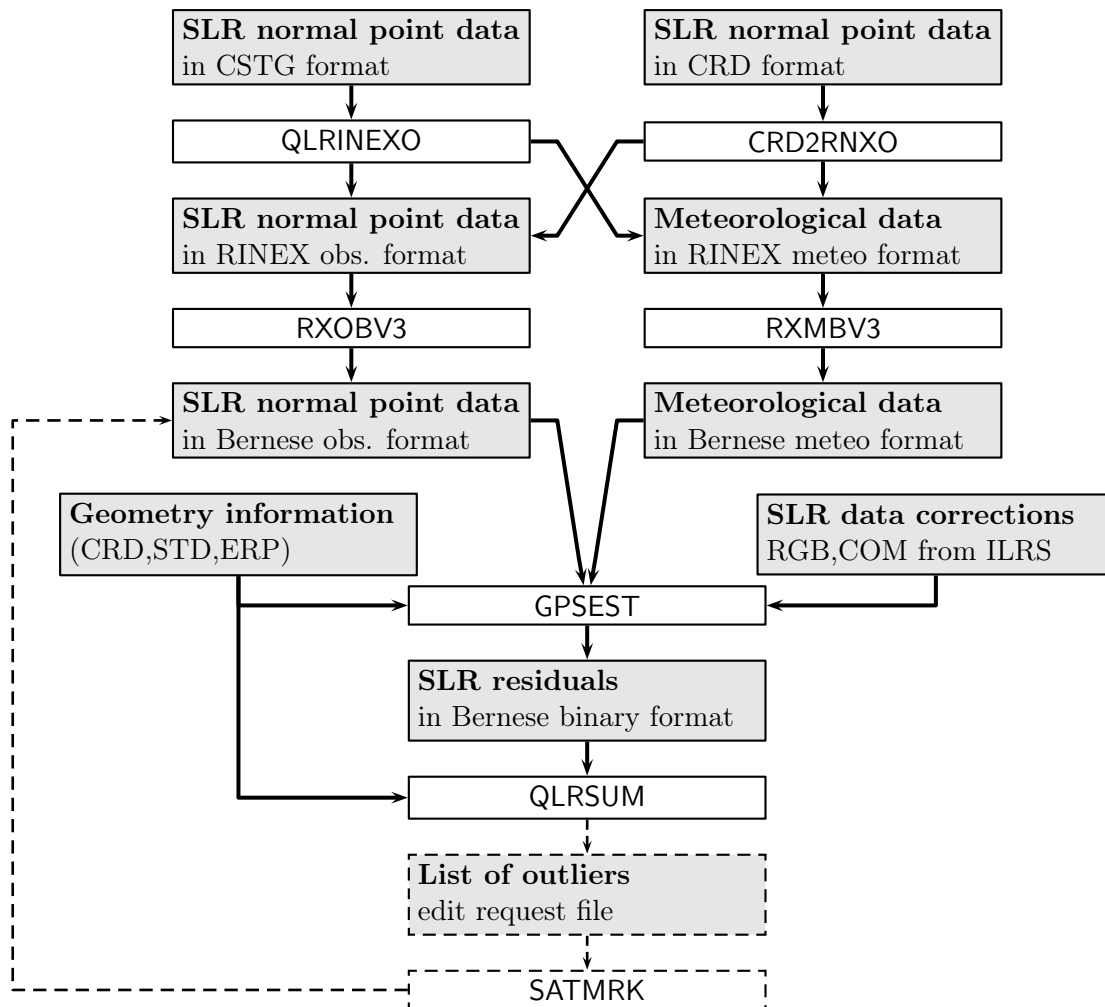 SLR normal point data
in CSTG format
SLR normal point data
in CRD format
QLRINEXO
CRD2RNXO
SLR normal point data
in RINEX obs. format
Meteorological data
in RINEX meteo format
RXOBV3
RXMBV3
SLR normal point data
in Bernese obs. format
Meteorological data
in Bernese meteo format
Geometry information
(CRD,STD,ERP)
SLR data corrections
RGB,COM from ILRS
GPSEST
SLR residuals
in Bernese binary format
QLRSUM
List of outliers
edit request file
SATMRK